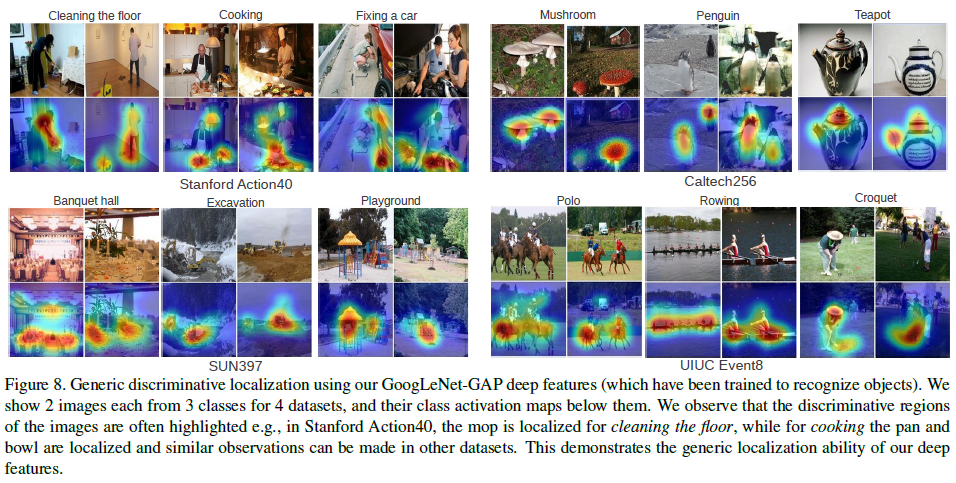 Cleaning the floor Cooking Fixing a car Mushroom Penguin Teapot
Stanford Action40 Caltech256
Banquet hall Excavation Playground Polo Rowing Croquet
SUN397 UIUC Event8
Figure 8. Generic discriminative localization using our GoogLeNet-GAP deep features (which have been trained to recognize objects). We
show 2 images each from 3 classes for 4 datasets, and their class activation maps below them. We observe that the discriminative regions
of the images are often highlighted e.g., in Stanford Action40, the mop is localized for cleaning the floor, while for cooking the pan and
bowl are localized and similar observations can be made in other datasets. This demonstrates the generic localization ability of our deep
features.